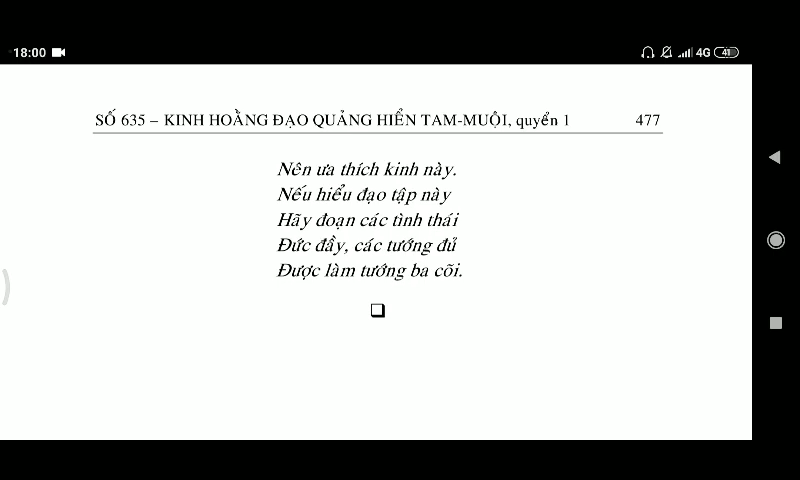 18:00
4G 41
SỐ 635 – KINH HOẰNG ĐẠO QUẢNG HIỂN TAM-MUỘI, quyển 1 477
Nên ưa thích kinh này.
Nếu hiểu đạo tập này
Hãy đoạn các tình thái
Đức đầy, các tướng đủ
Được làm tướng ba cõi.